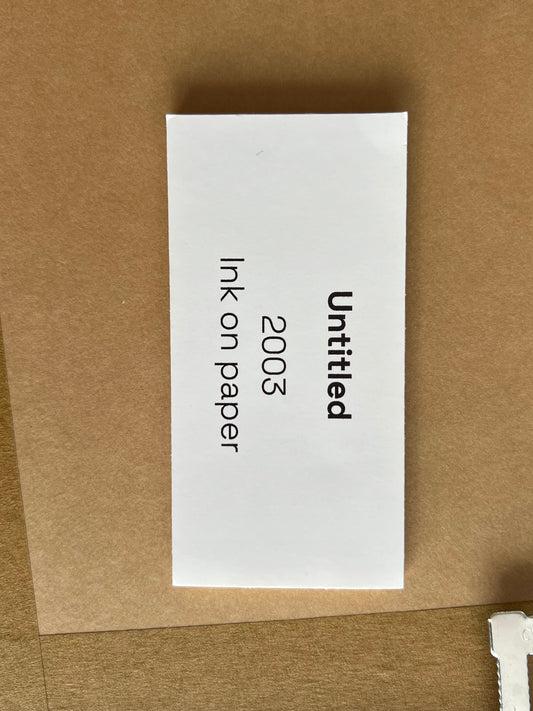 Untitled
2003
Ink on paper